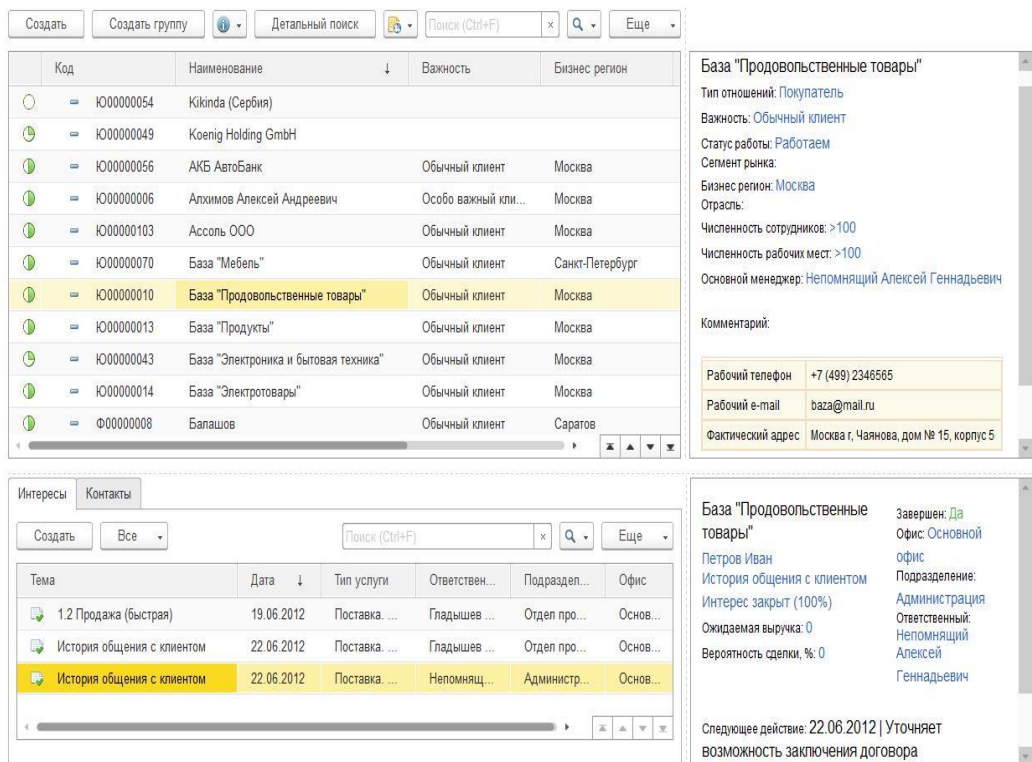 Создать Создать группу Детальный поиск Поиск (Ctrl+F) x Еще
Код Наименование ↓ Важность Бизнес регион
Ю00000054 Kikinda (Сербия)
Ю00000049 Koenig Holding GmbH
Ю00000056 АКБ АвтоБанк Обычный клиент Москва
Ю00000006 Алхимов Алексей Андреевич Особо важный кли... Москва
Ю00000103 Ассоль ООО Обычный клиент Москва
Ю00000070 База "Мебель" Обычный клиент Санкт-Петербург
Ю00000010 База "Продовольственные товары" Обычный клиент Москва
Ю00000013 База "Продукты" Обычный клиент Москва
Ю00000043 База "Электроника и бытовая техника" Обычный клиент Москва
Ю00000014 База "Электротовары" Обычный клиент Москва
Ф00000008 Балашов Обычный клиент Саратов
База "Продовольственные товары"
Тип отношений: Покупатель
Важность: Обычный клиент
Статус работы: Работаем
Сегмент рынка:
Бизнес регион: Москва
Отрасль:
Численность сотрудников: >100
Численность рабочих мест: >100
Основной менеджер: Непомнящий Алексей Геннадьевич
Комментарий:
Рабочий телефон +7 (499) 2346565
Рабочий e-mail baza@mail.ru
Фактический адрес Москва г, Чаянова, дом № 15, корпус 5
Интересы Контакты
Создать Все Поиск (Ctrl+F) x Еще
Тема Дата ↓ Тип услуги Ответствен... Подраздел... Офис
1.2 Продажа (быстрая) 19.06.2012 Поставка. ... Гладышев ... Отдел про... Основ...
История общения с клиентом 22.06.2012 Поставка. ... Гладышев ... Отдел про... Основ...
История общения с клиентом 22.06.2012 Поставка. ... Непомнящ... Администр... Основ...
База "Продовольственные
товары"
Петров Иван
История общения с клиентом
Интерес закрыт (100%)
Ожидаемая выручка: 0
Вероятность сделки, %: 0
Завершен: Да
Офис: Основной
офис
Подразделение:
Администрация
Ответственный:
Непомнящий
Алексей
Геннадьевич
Следующее действие: 22.06.2012 | Уточняет
возможность заключения договора